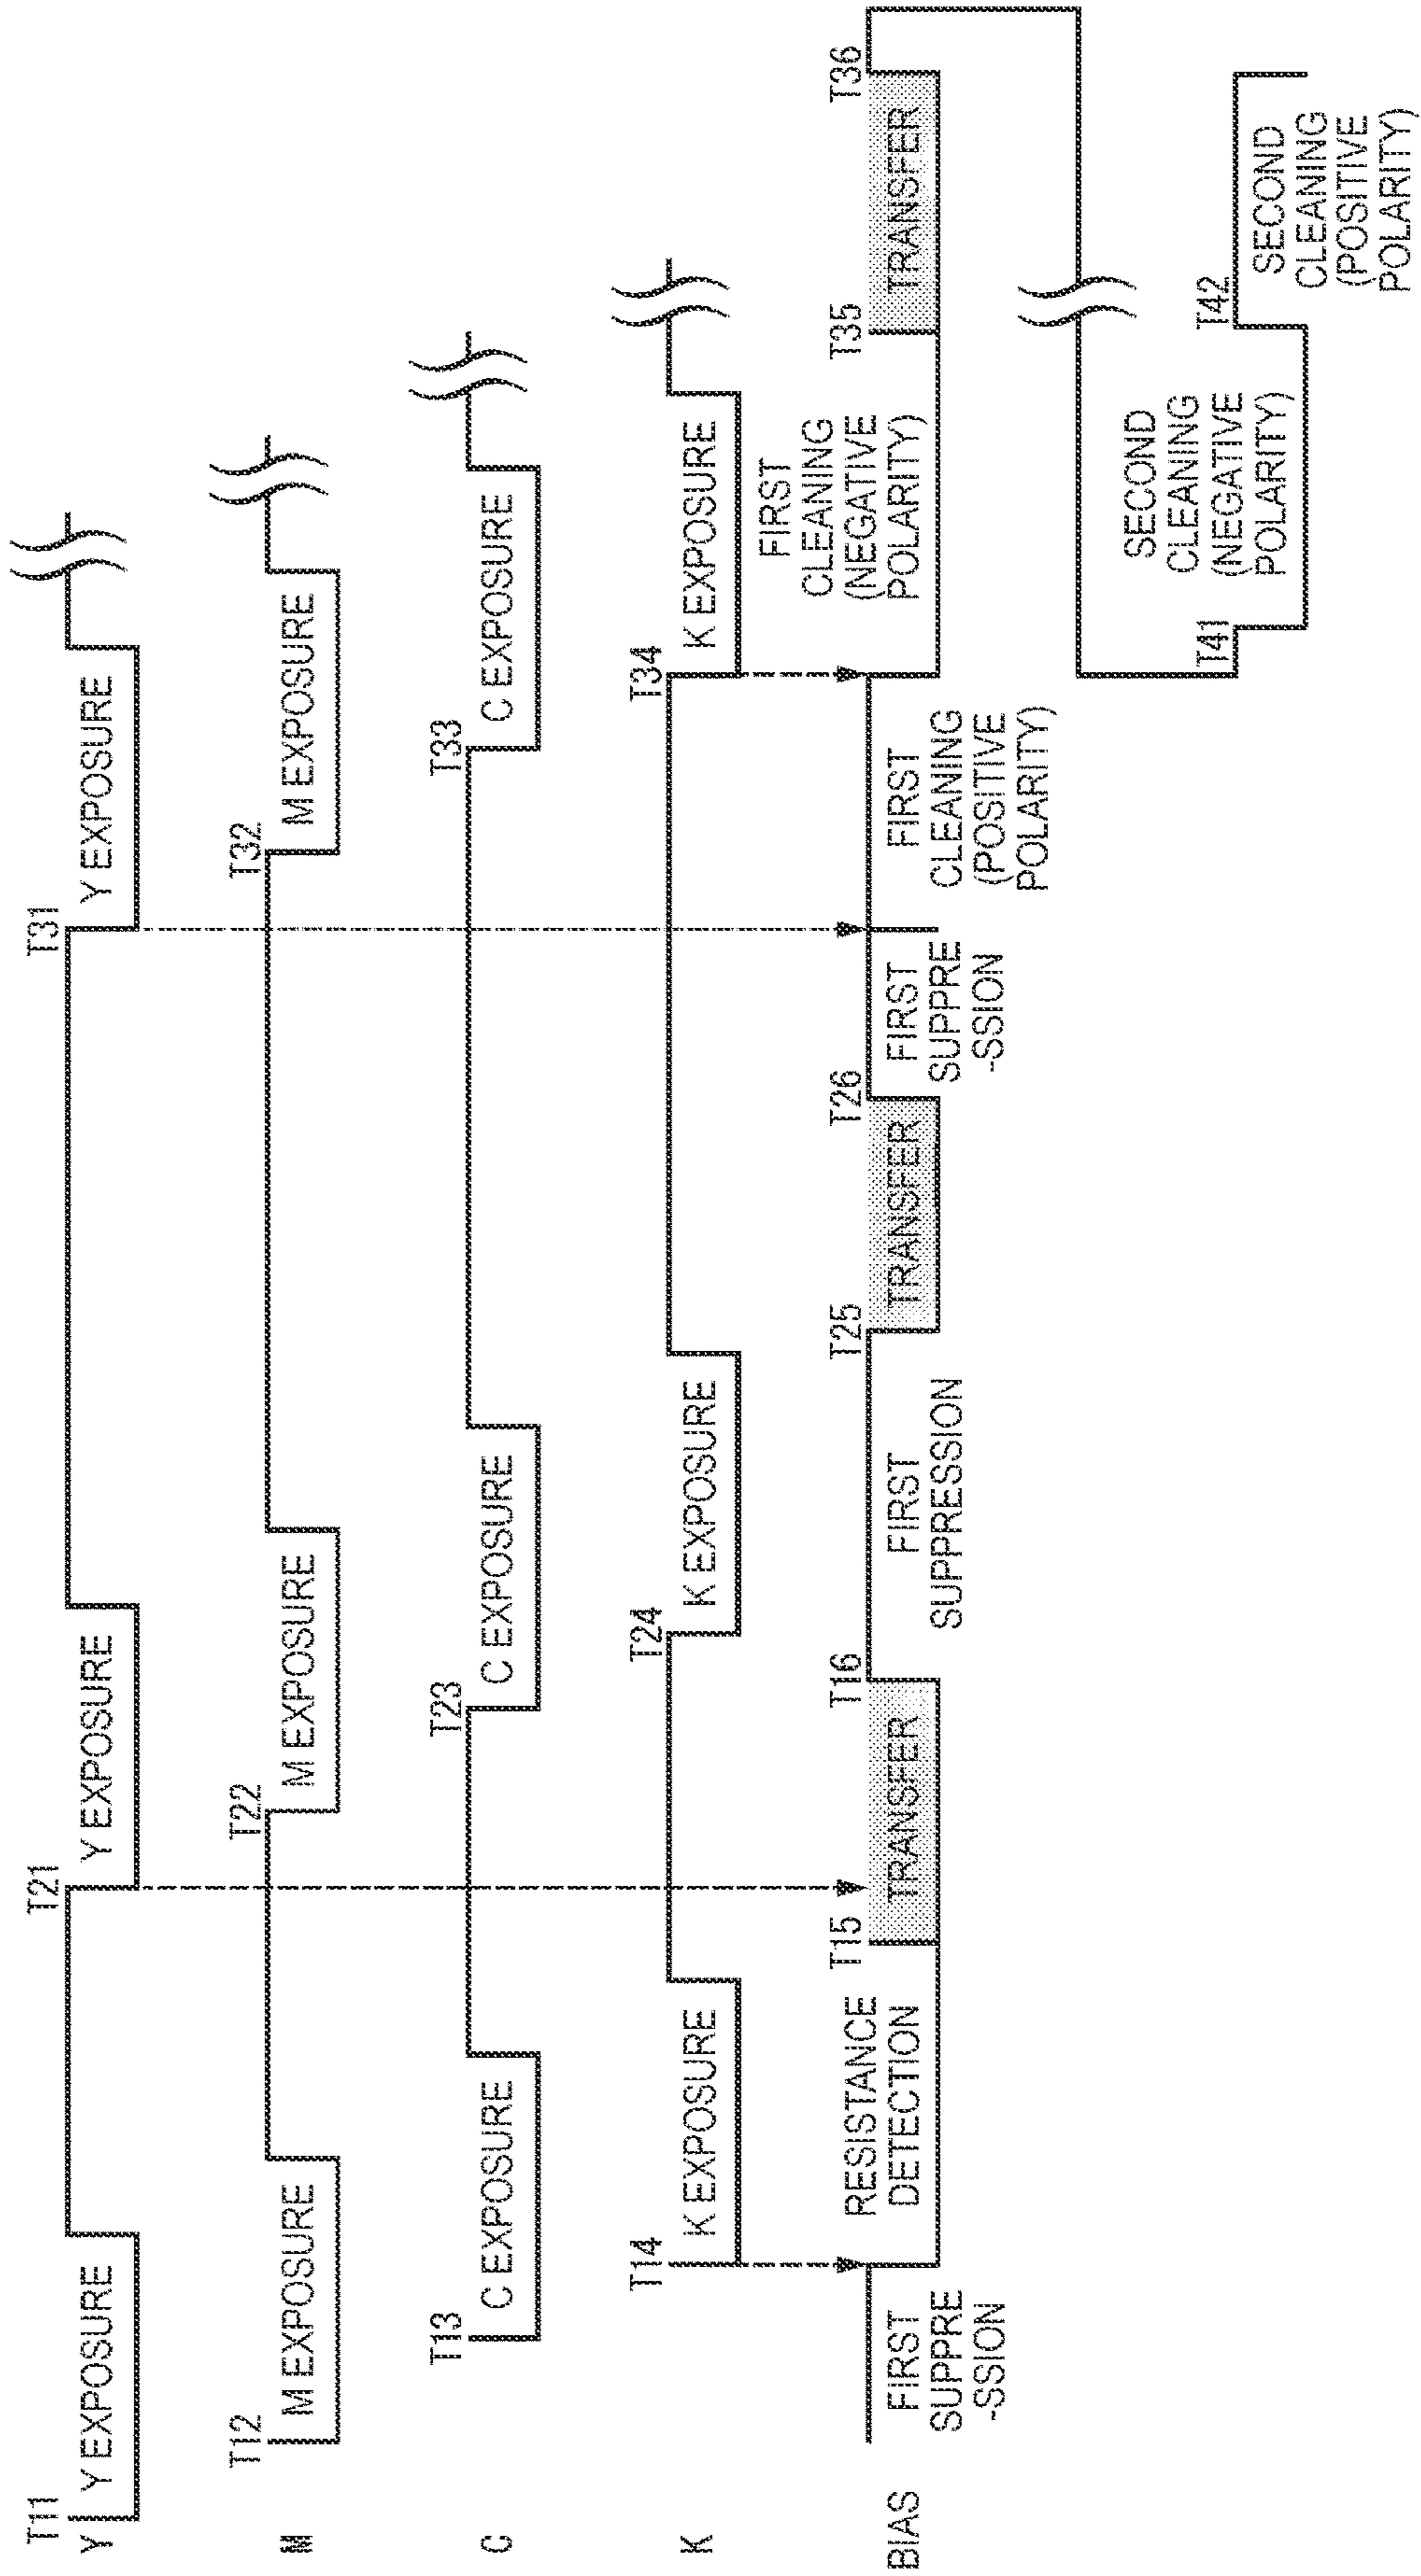 T11
T21
T31
Y
Y EXPOSURE
Y EXPOSURE
Y EXPOSURE
T12
T22
T32
M
M EXPOSURE
M EXPOSURE
M EXPOSURE
T13
T23
T33
C
C EXPOSURE
C EXPOSURE
C EXPOSURE
T14
T24
T34
K
K EXPOSURE
K EXPOSURE
K EXPOSURE
T15
T16
T25
T26
T35
T36
BIAS
FIRST
SUPPRE
-SSION
RESISTANCE
DETECTION
TRANSFER
FIRST
SUPPRESSION
TRANSFER
FIRST
SUPPRE
-SSION
FIRST
CLEANING
(POSITIVE
POLARITY)
FIRST
CLEANING
(NEGATIVE
POLARITY)
TRANSFER
T41
SECOND
CLEANING
(NEGATIVE
POLARITY)
T42
SECOND
CLEANING
(POSITIVE
POLARITY)